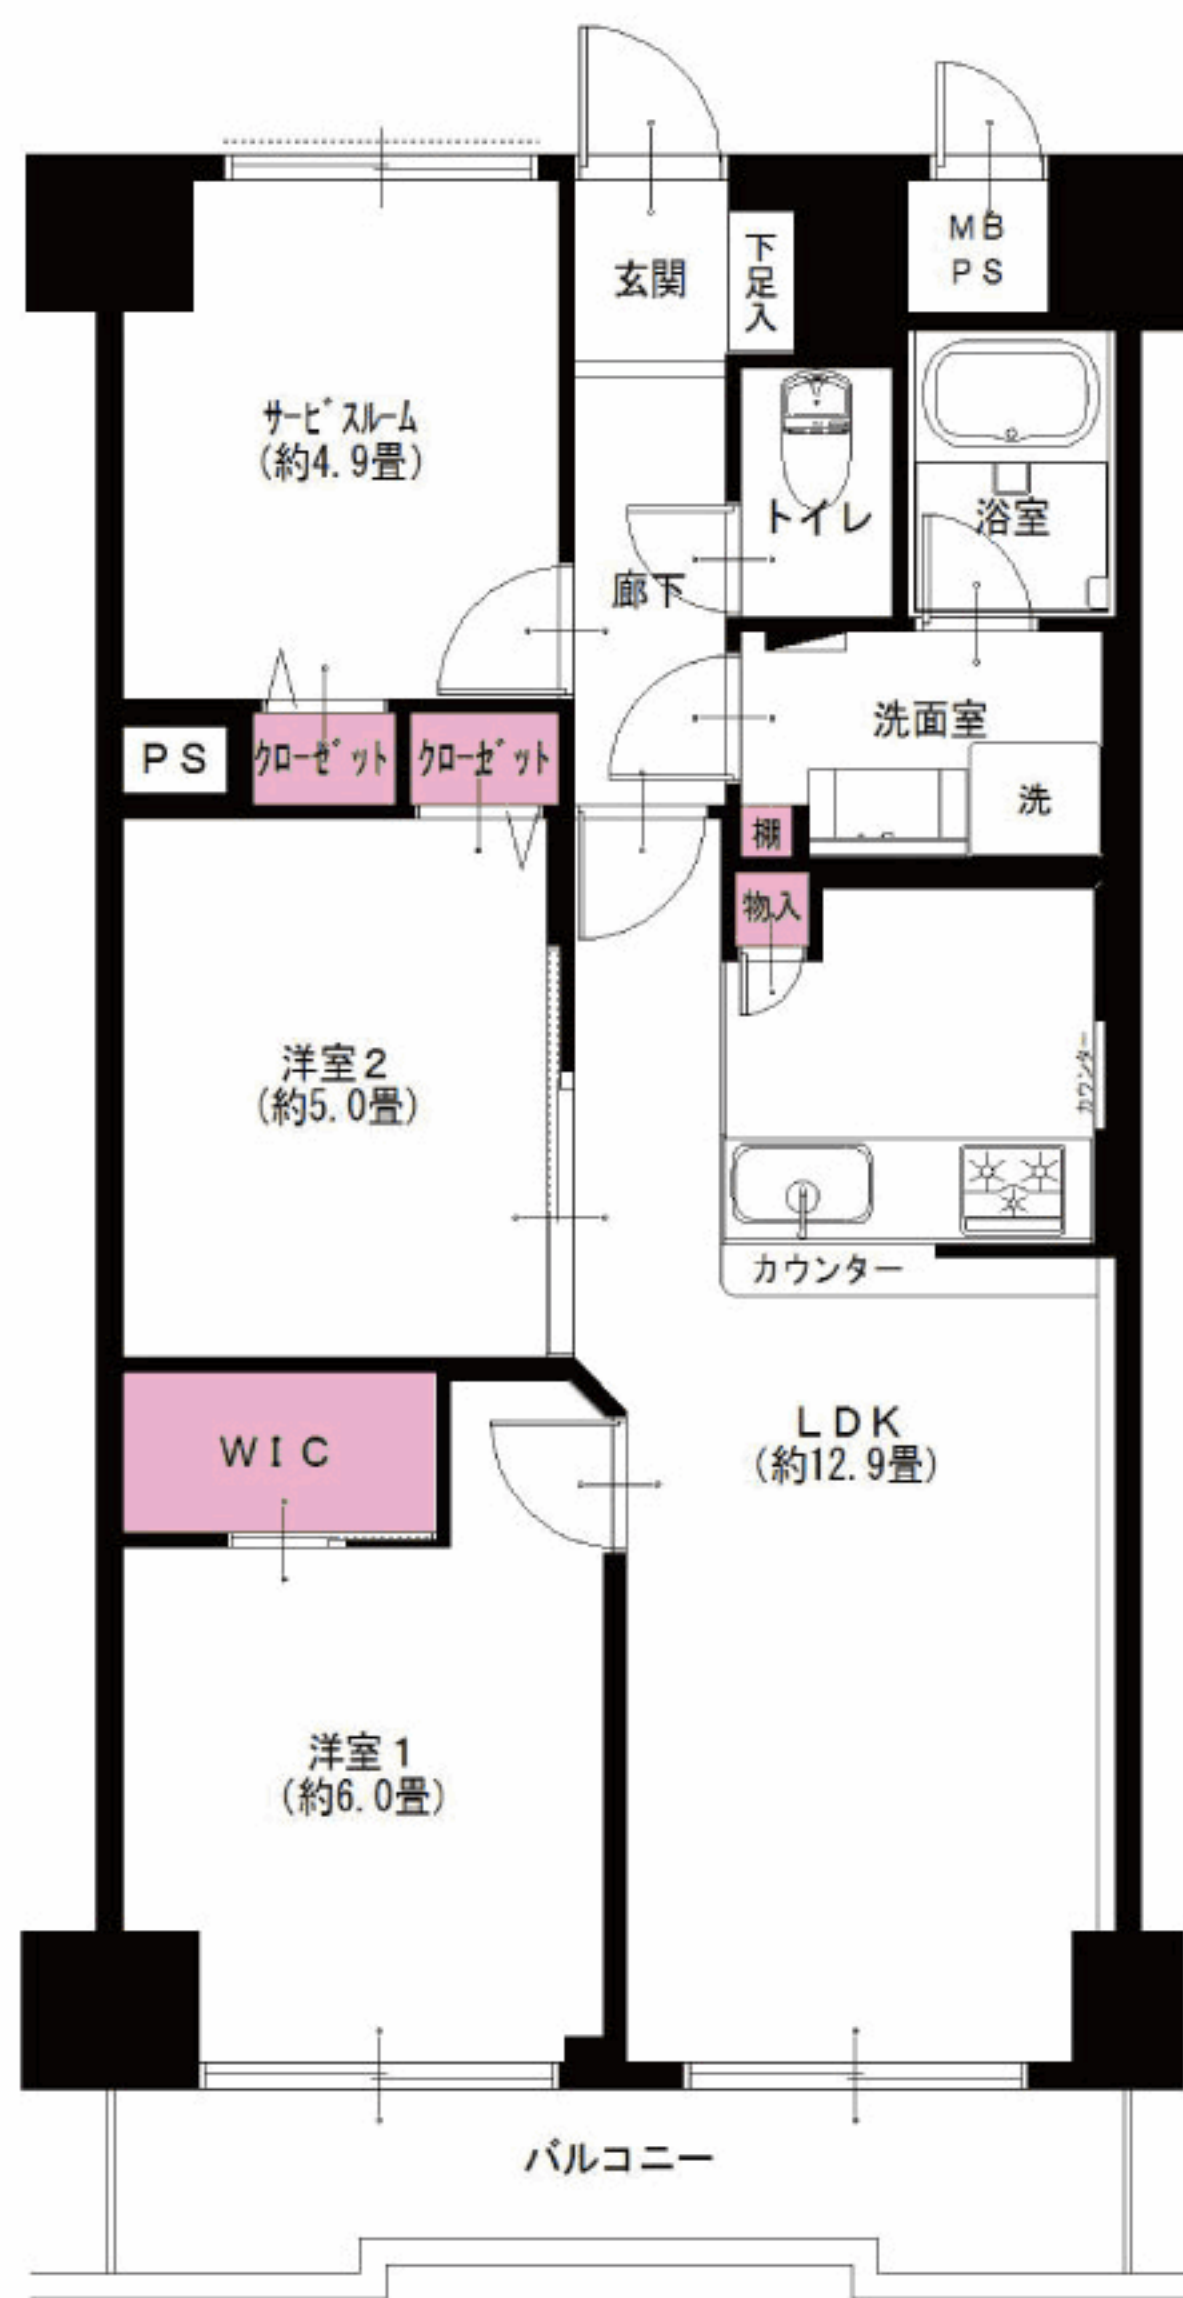 玄関
下足入
ＭＢ
ＰＳ
ｻｰﾋﾞｽﾙｰﾑ
(約4.9畳)
トイレ
浴室
廊下
洗面室
ＰＳ
ｸﾛｰｾﾞｯﾄ
ｸﾛｰｾﾞｯﾄ
洗
棚
物入
洋室２
(約5.0畳)
カウンター
カウンター
ＷＩＣ
ＬＤＫ
(約12.9畳)
洋室１
(約6.0畳)
バルコニー